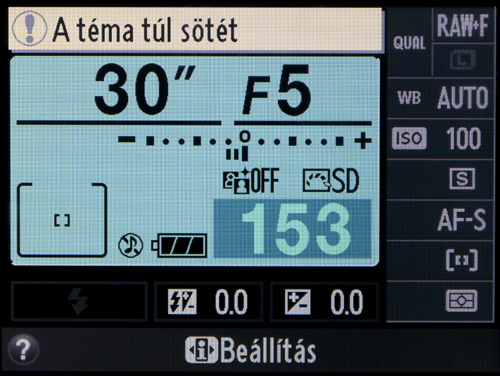 A téma túl sötét
QUAL RAW+F
L
30" F5
WB AUTO
- 0 +
ISO 100
OFF SD
S
153
AF-S
0.0 0.0
? i Beállítás